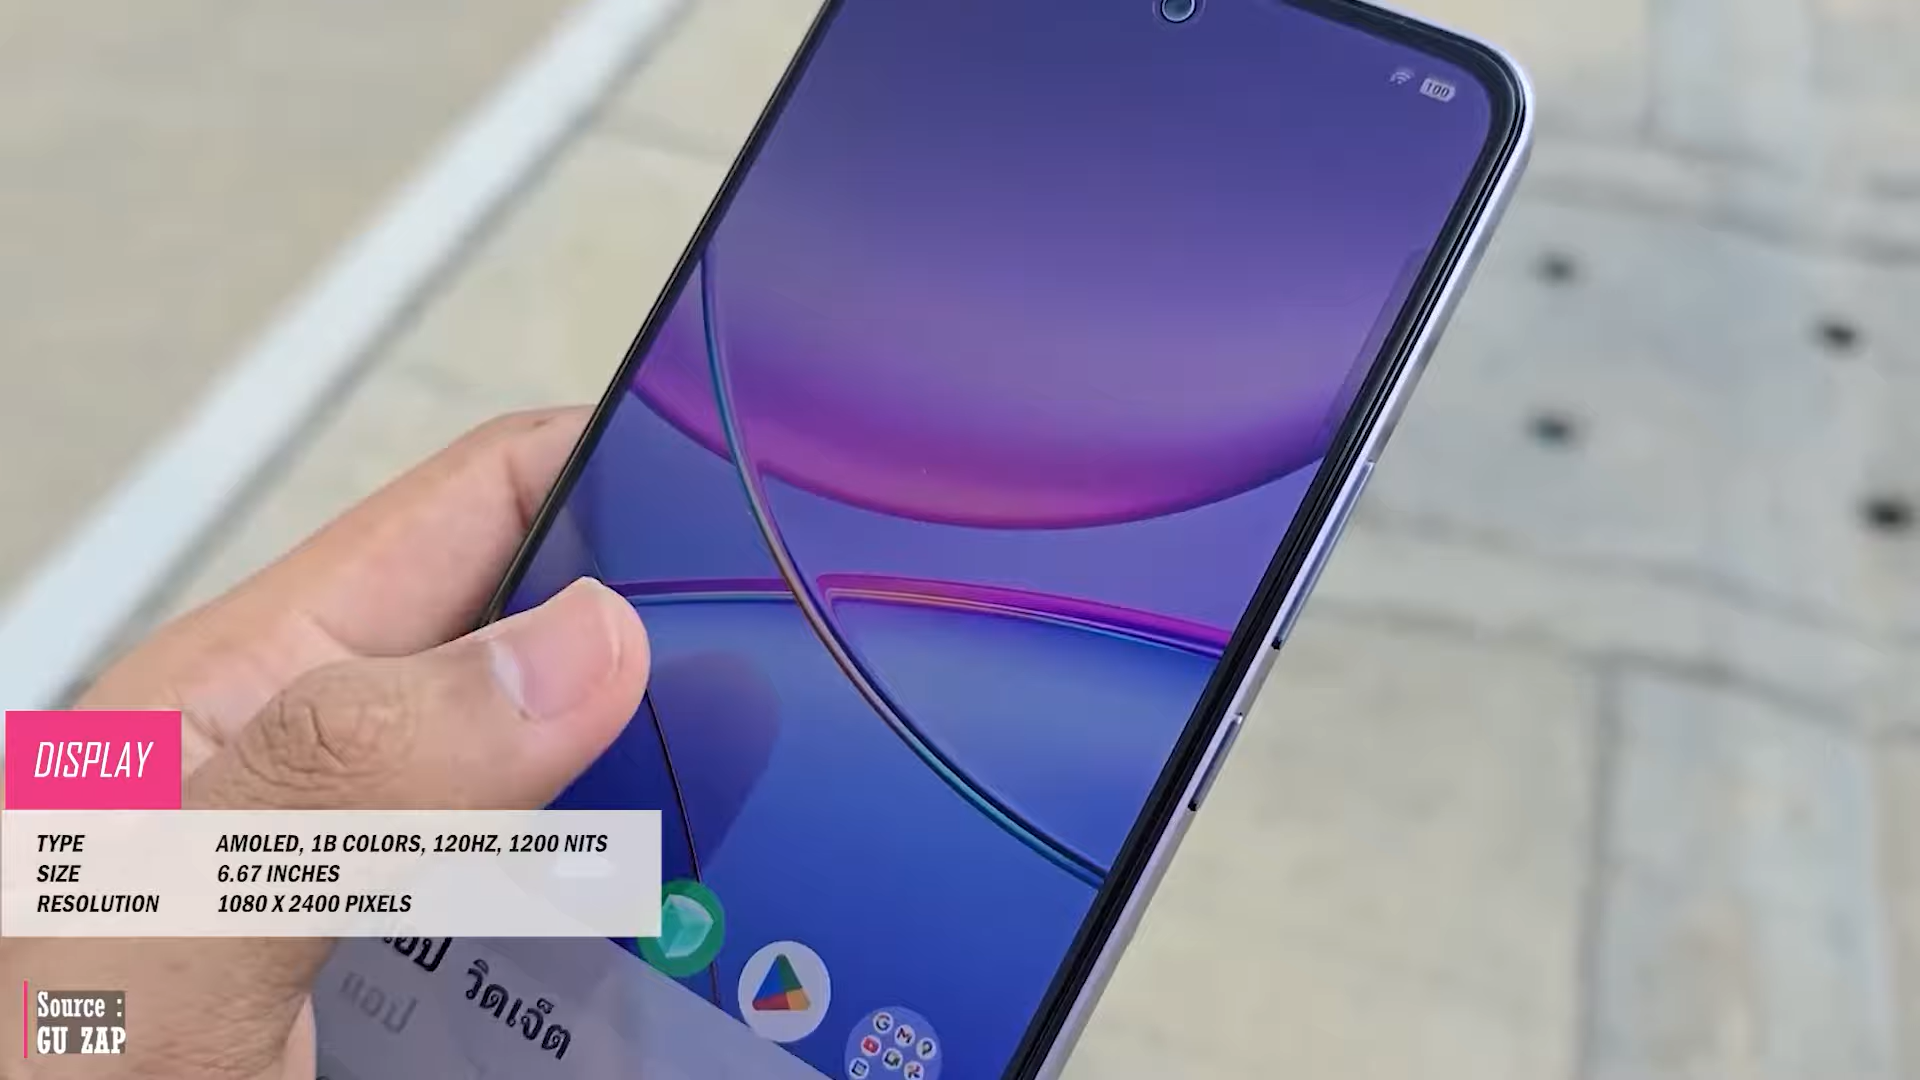 100
DISPLAY
TYPE AMOLED, 1B COLORS, 120HZ, 1200 NITS
SIZE 6.67 INCHES
RESOLUTION 1080 X 2400 PIXELS
วิดเจ็ต
แอป
Source :
GU ZAP